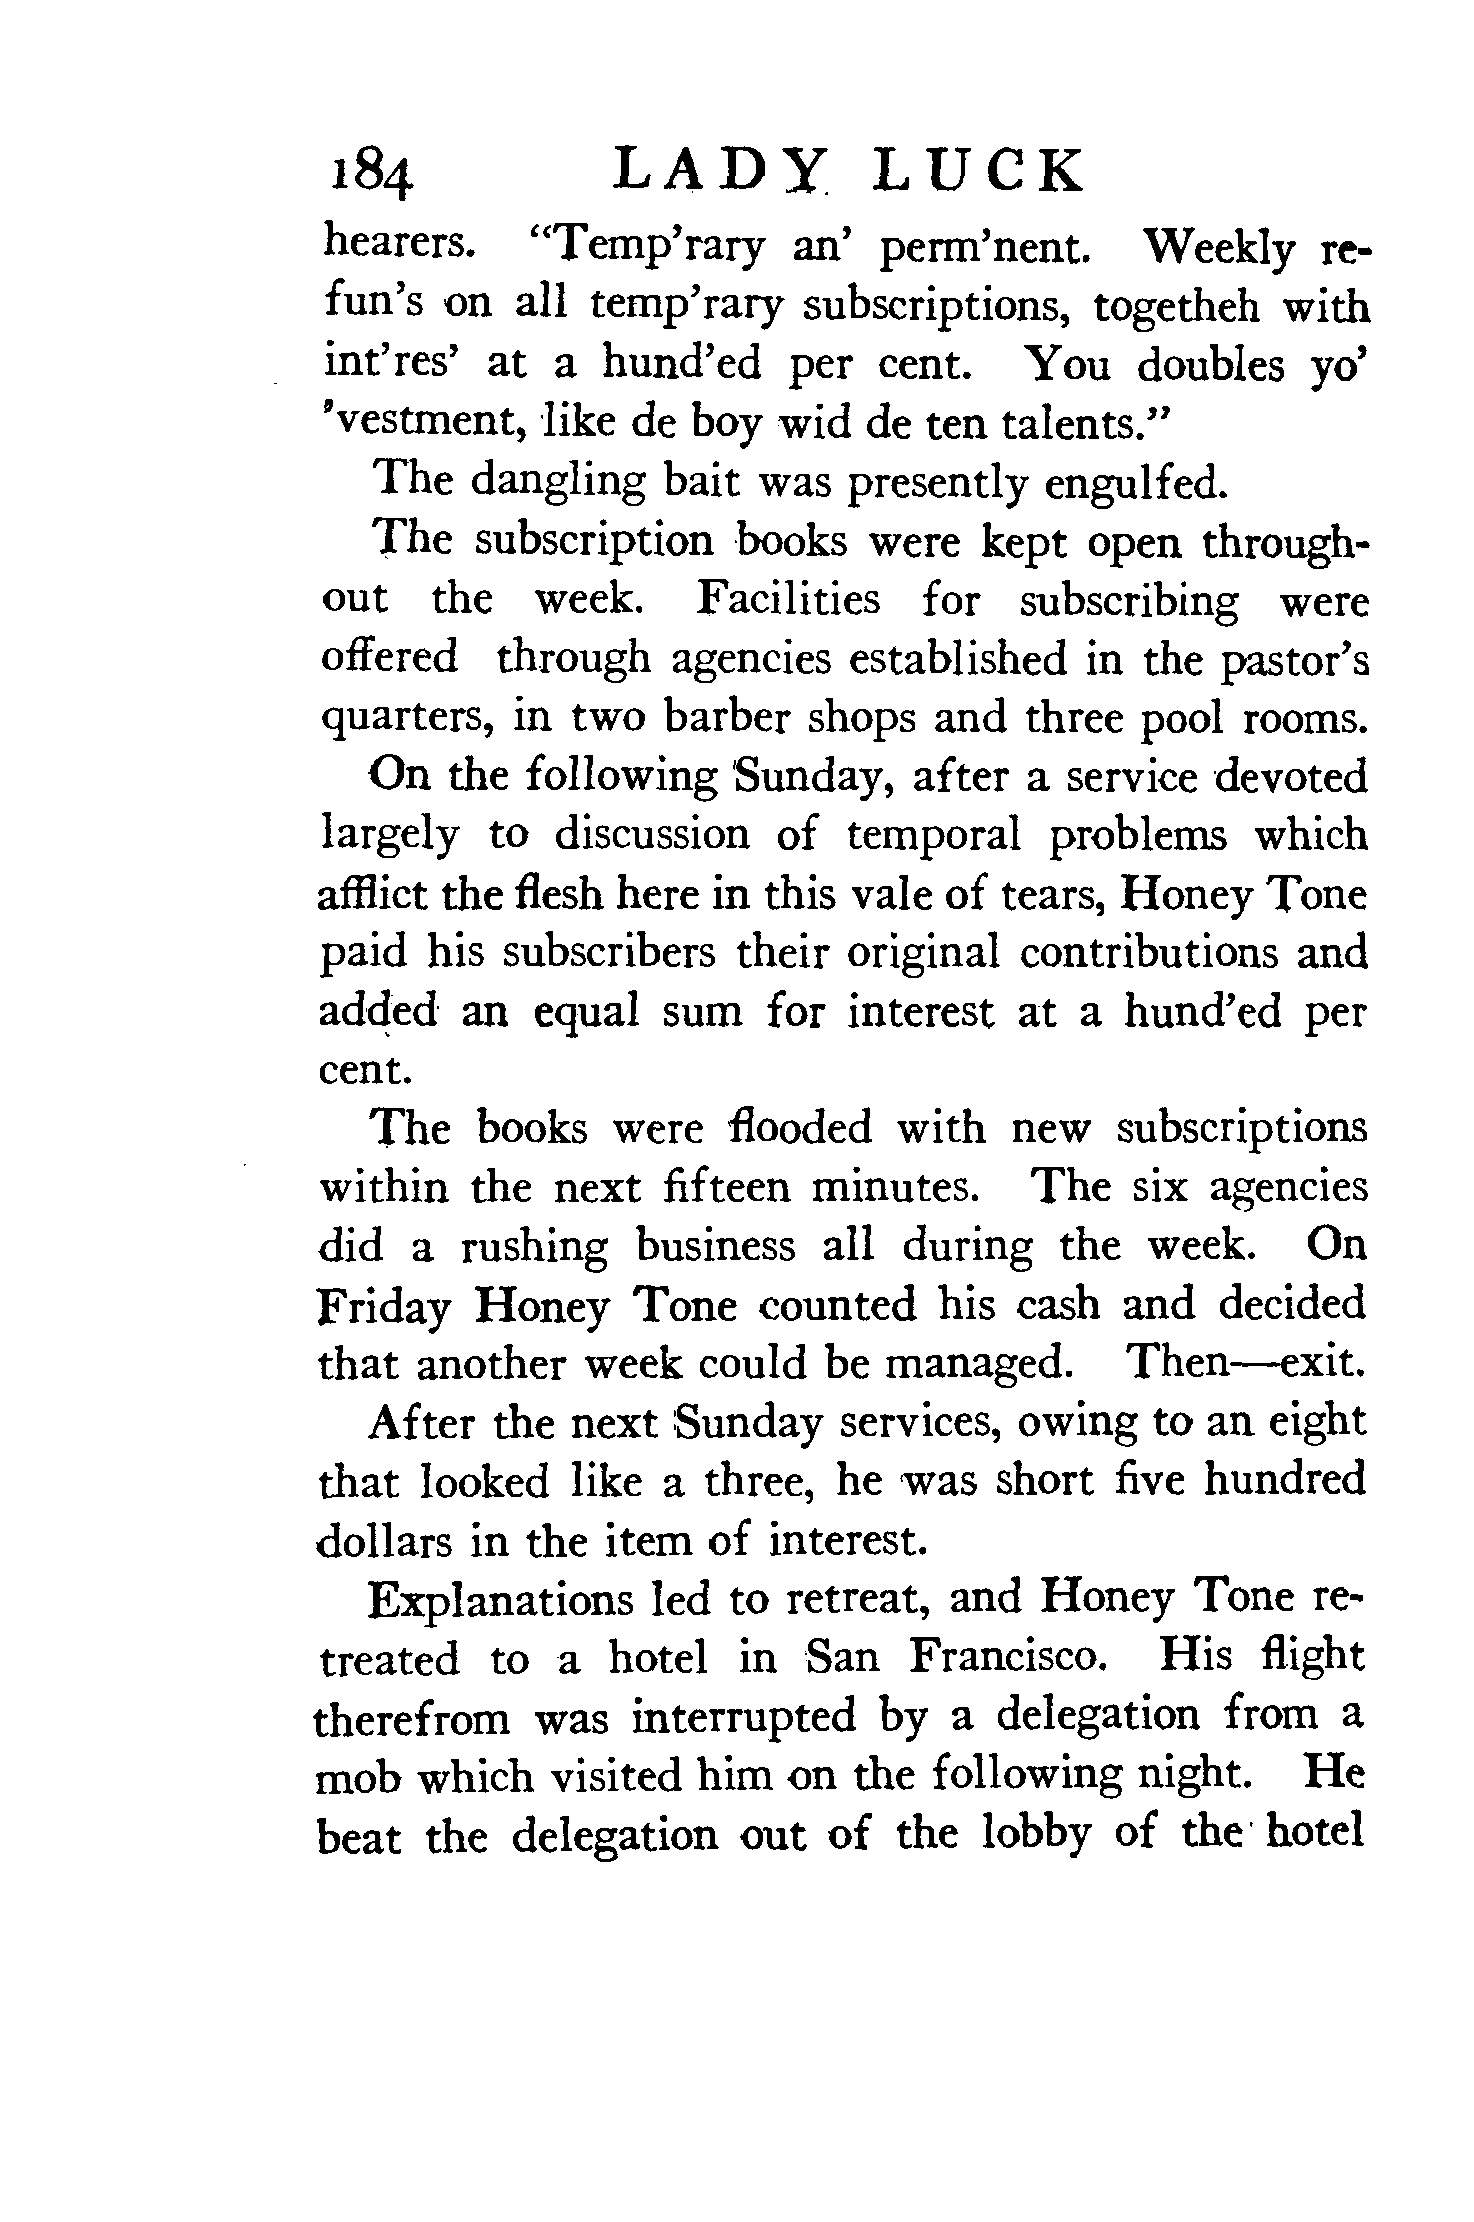 184 LADY LUCK
hearers. "Temp'rary an' perm'nent. Weekly re-
fun's on all temp'rary subscriptions, togetheh with
int'res' at a hund'ed per cent. You doubles yo'
'vestment, like de boy wid de ten talents."
The dangling bait was presently engulfed.
The subscription books were kept open through-
out the week. Facilities for subscribing were
offered through agencies established in the pastor's
quarters, in two barber shops and three pool rooms.
On the following Sunday, after a service devoted
largely to discussion of temporal problems which
afflict the flesh here in this vale of tears, Honey Tone
paid his subscribers their original contributions and
added an equal sum for interest at a hund'ed per
cent.
The books were flooded with new subscriptions
within the next fifteen minutes. The six agencies
did a rushing business all during the week. On
Friday Honey Tone counted his cash and decided
that another week could be managed. Then—exit.
After the next Sunday services, owing to an eight
that looked like a three, he was short five hundred
dollars in the item of interest.
Explanations led to retreat, and Honey Tone re-
treated to a hotel in San Francisco. His flight
therefrom was interrupted by a delegation from a
mob which visited him on the following night. He
beat the delegation out of the lobby of the hotel